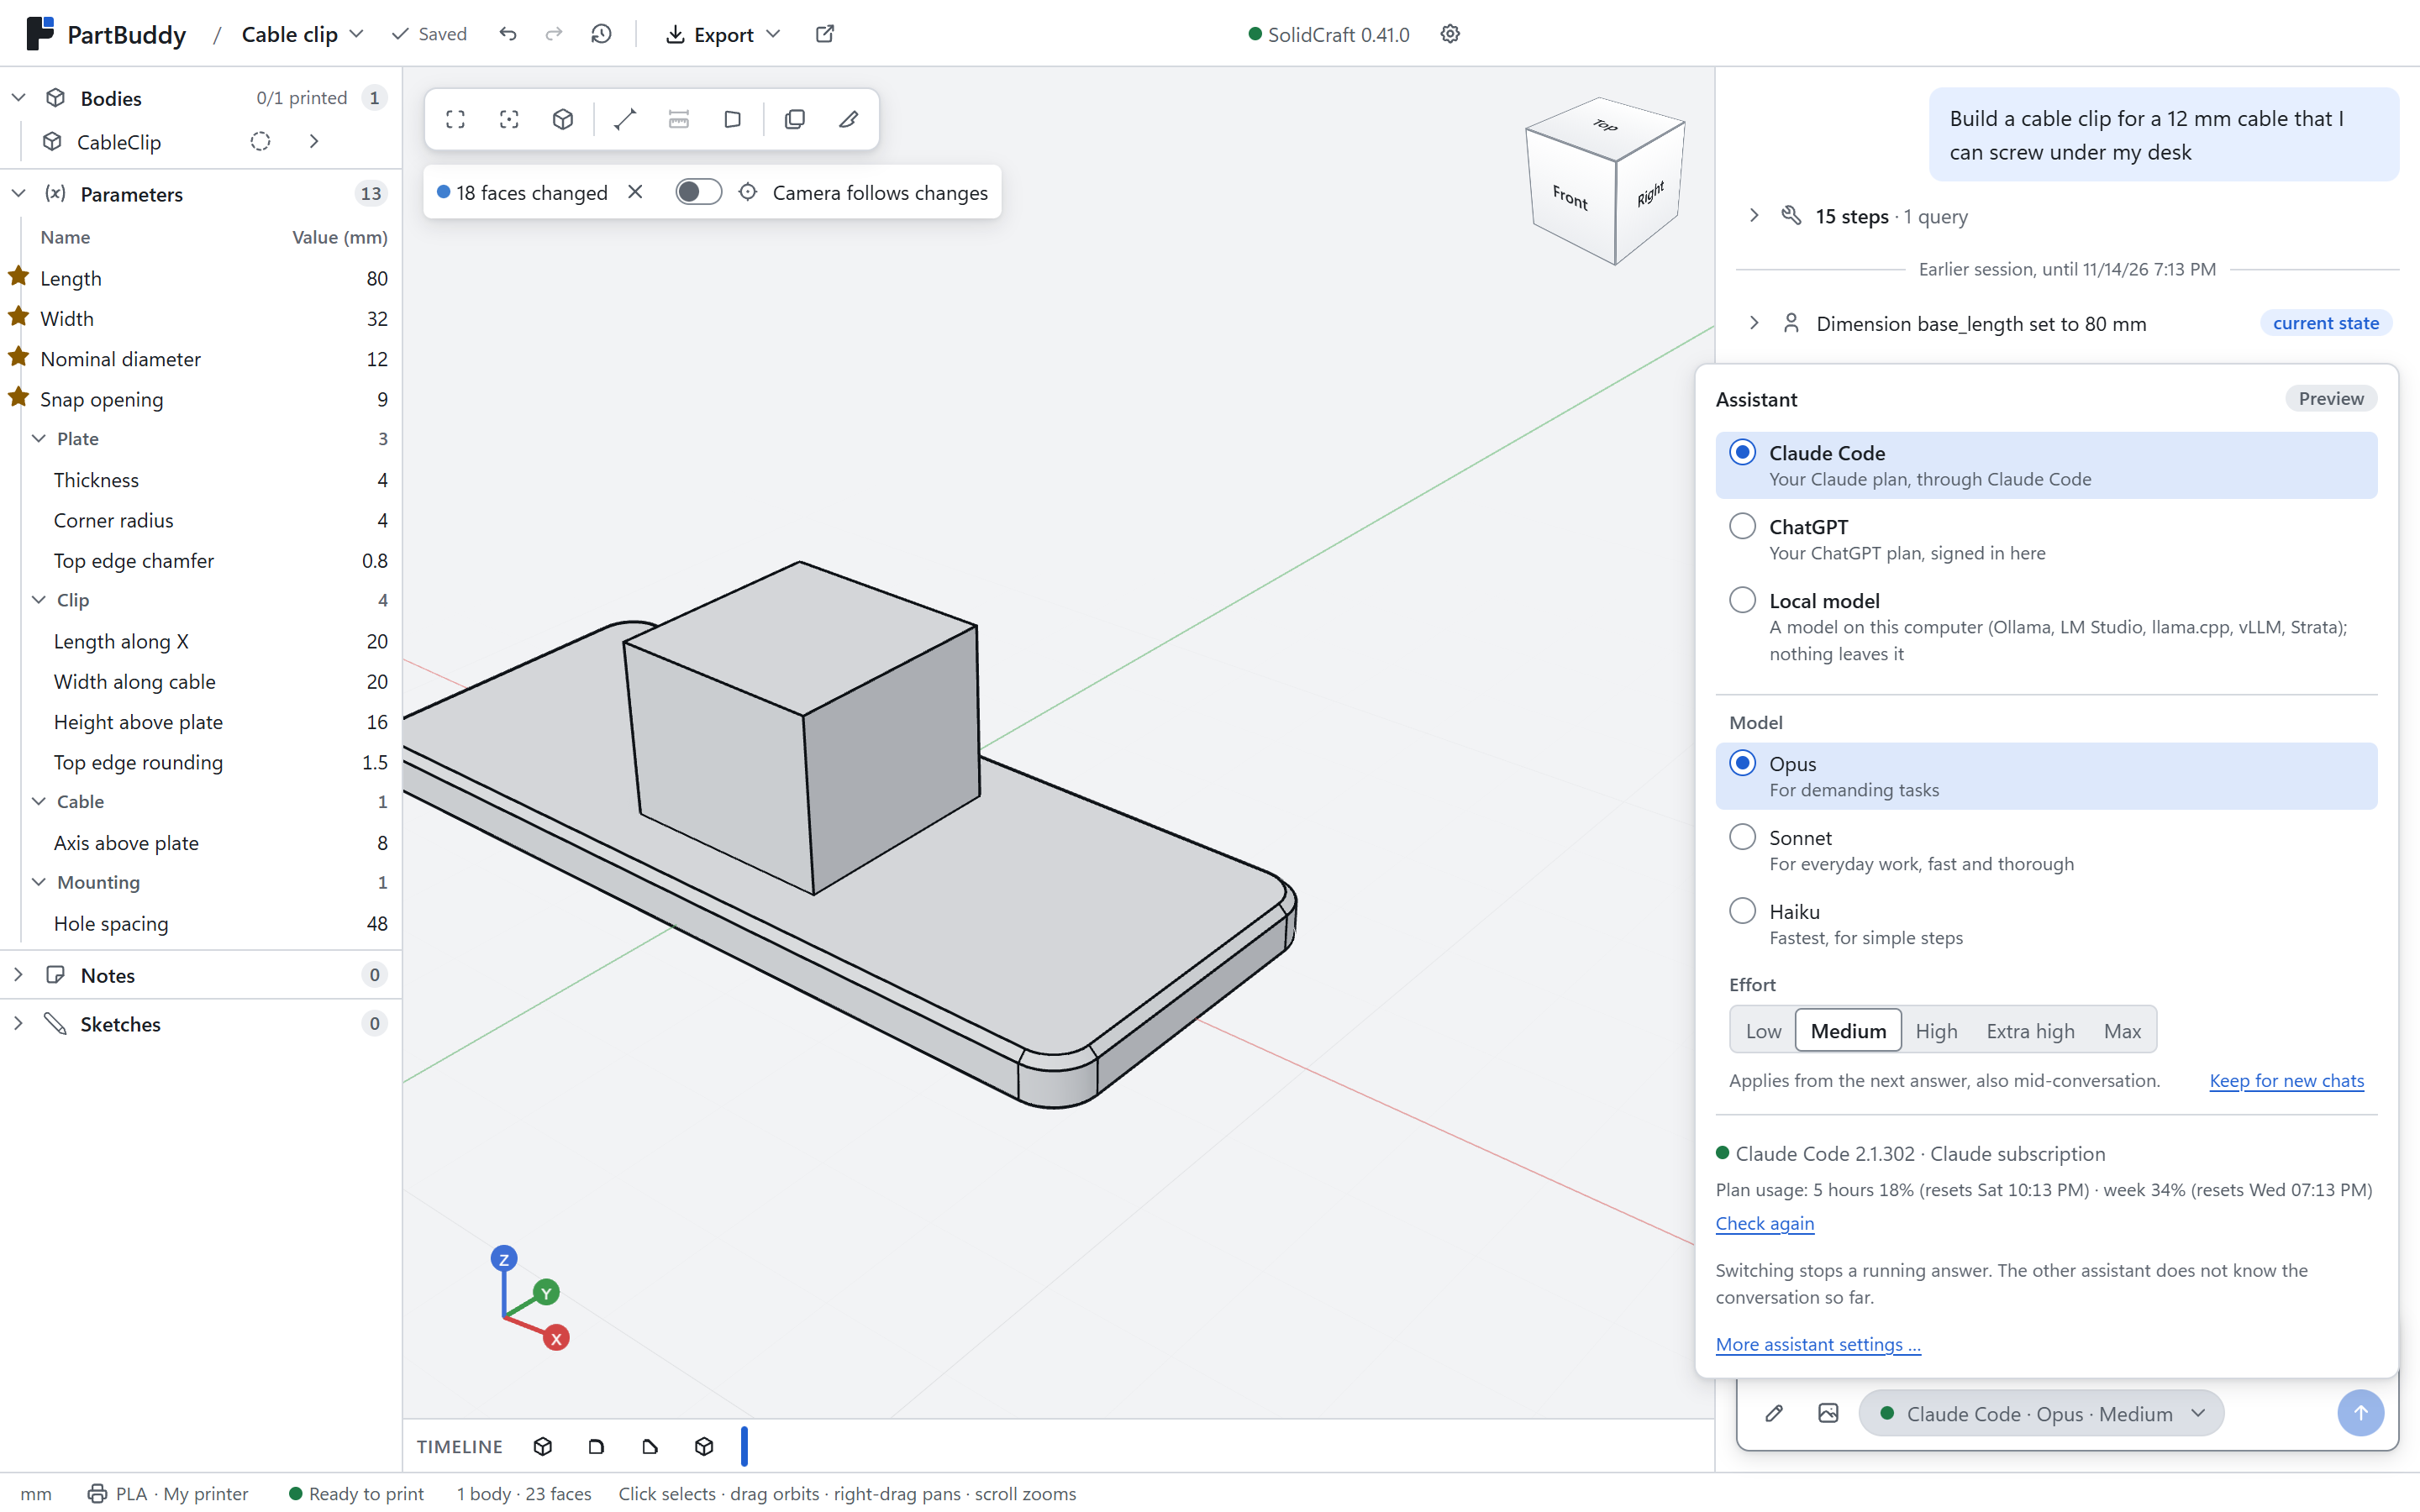 PartBuddy / Cable clip Saved Export SolidCraft 0.41.0
Bodies 0/1 printed 1
CableClip
Parameters 13
Name Value (mm)
Length 80
Width 32
Nominal diameter 12
Snap opening 9
Plate 3
Thickness 4
Corner radius 4
Top edge chamfer 0.8
Clip 4
Length along X 20
Width along cable 20
Height above plate 16
Top edge rounding 1.5
Cable 1
Axis above plate 8
Mounting 1
Hole spacing 48
Notes 0
Sketches 0
18 faces changed Camera follows changes
Top
Front
Right
Z
Y
X
TIMELINE
Build a cable clip for a 12 mm cable that I
can screw under my desk
15 steps · 1 query
Earlier session, until 11/14/26 7:13 PM
Dimension base_length set to 80 mm current state
Assistant Preview
Claude Code
Your Claude plan, through Claude Code
ChatGPT
Your ChatGPT plan, signed in here
Local model
A model on this computer (Ollama, LM Studio, llama.cpp, vLLM, Strata);
nothing leaves it
Model
Opus
For demanding tasks
Sonnet
For everyday work, fast and thorough
Haiku
Fastest, for simple steps
Effort
Low Medium High Extra high Max
Applies from the next answer, also mid-conversation. Keep for new chats
Claude Code 2.1.302 · Claude subscription
Plan usage: 5 hours 18% (resets Sat 10:13 PM) · week 34% (resets Wed 07:13 PM)
Check again
Switching stops a running answer. The other assistant does not know the
conversation so far.
More assistant settings ...
Claude Code · Opus · Medium
mm PLA · My printer Ready to print 1 body · 23 faces Click selects · drag orbits · right-drag pans · scroll zooms